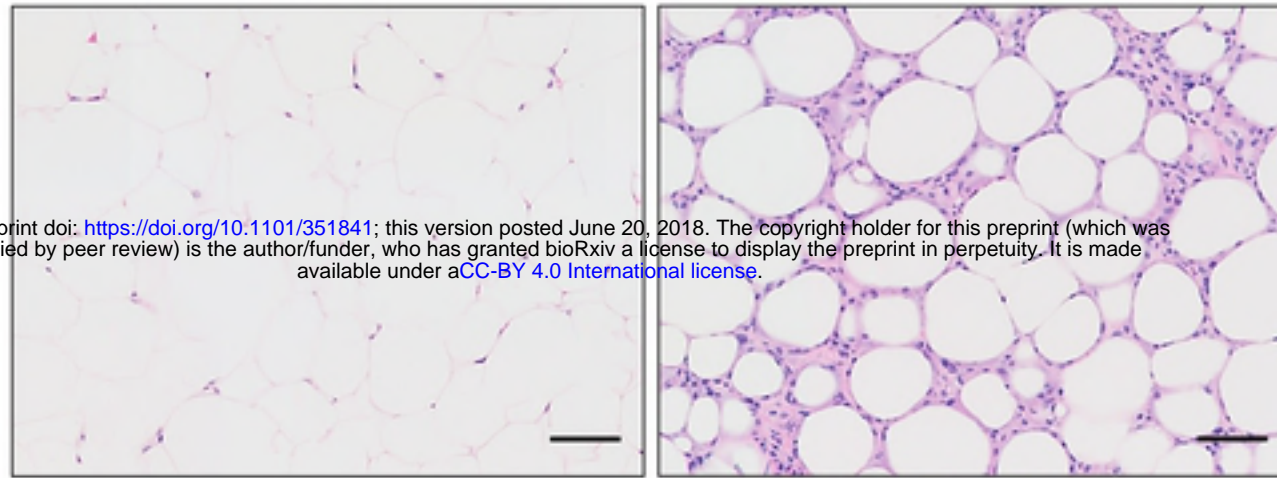 print doi: https://doi.org/10.1101/351841; this version posted June 20, 2018. The copyright holder for this preprint (which was
by peer review) is the author/funder, who has granted bioRxiv a license to display the preprint in perpetuity. It is made
available under aCC-BY 4.0 International license.